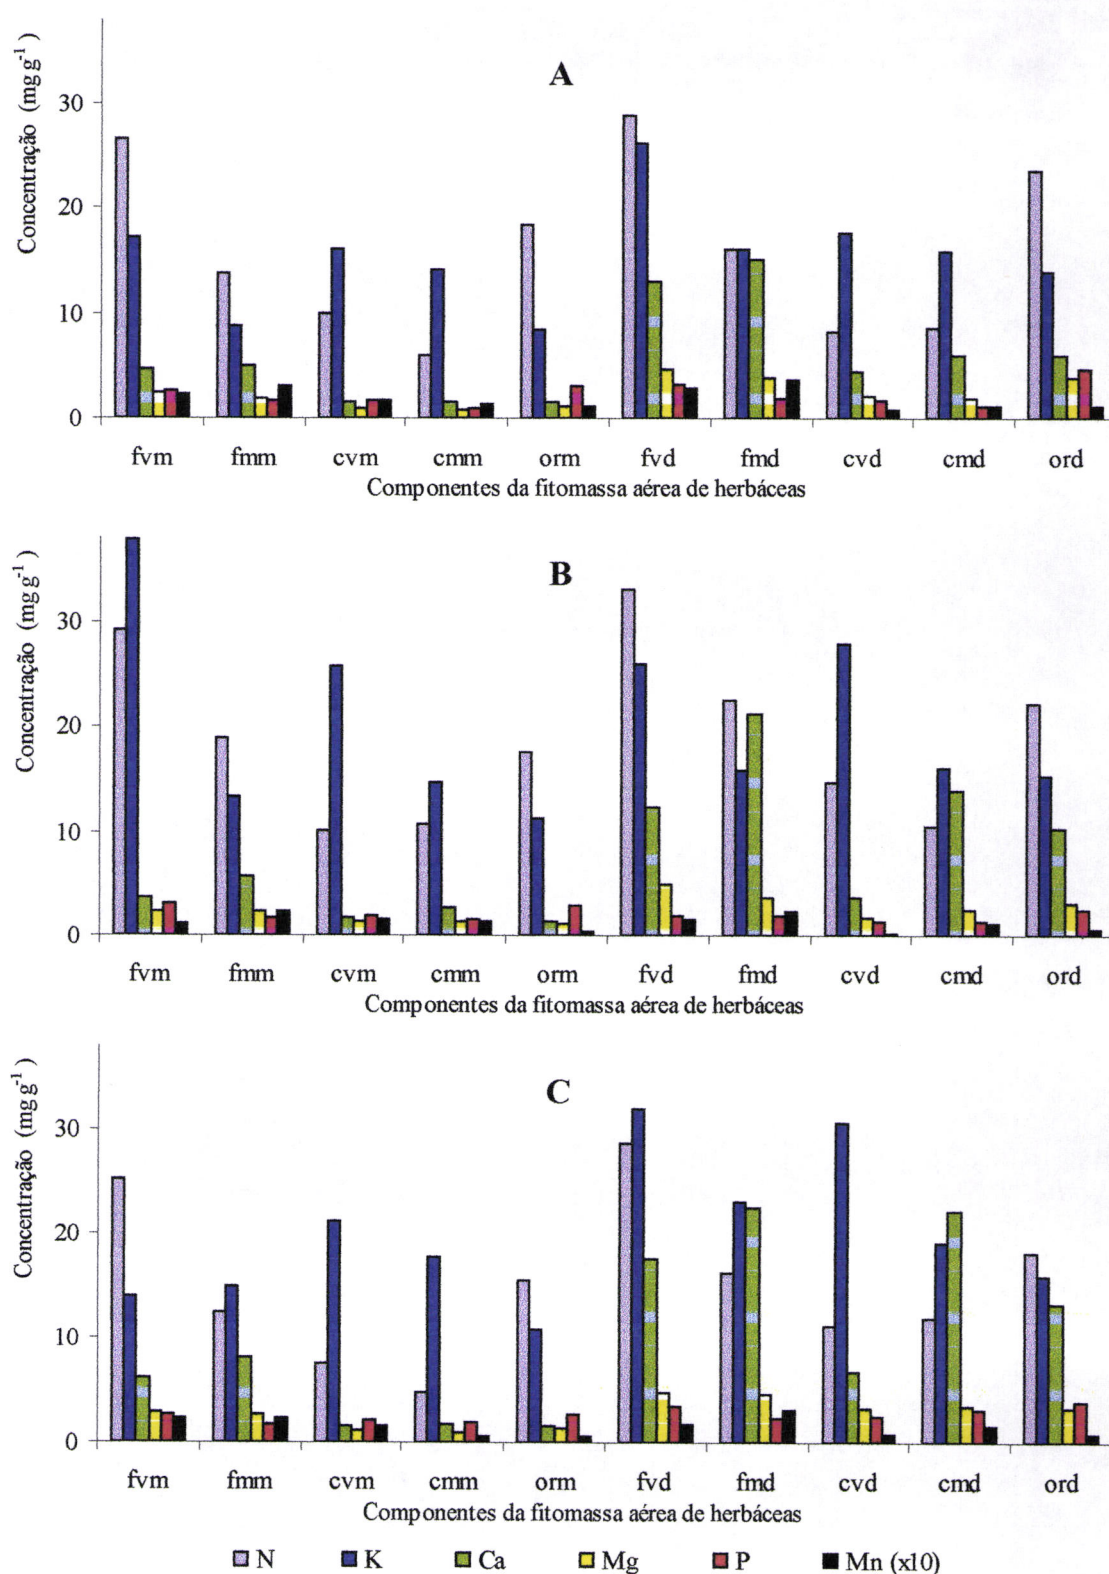 A
Concentração (mg g⁻¹)
30
20
10
0
fvm fmm cvm cmm orm fvd fmd cvd cmd ord
Componentes da fitomassa aérea de herbáceas
B
Concentração (mg g⁻¹)
30
20
10
0
fvm fmm cvm cmm orm fvd fmd cvd cmd ord
Componentes da fitomassa aérea de herbáceas
C
Concentração (mg g⁻¹)
30
20
10
0
fvm fmm cvm cmm orm fvd fmd cvd cmd ord
Componentes da fitomassa aérea de herbáceas
N K Ca Mg P Mn (x10)